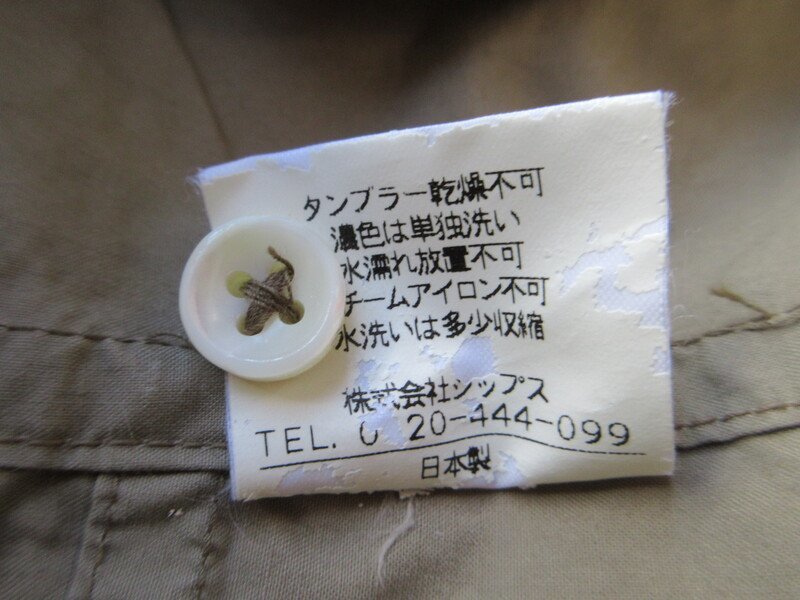 タンブラー乾燥不可
濃色は単独洗い
水濡れ放置不可
チームアイロン不可
水洗いは多少収縮
株式会社シップス
TEL. 0 20-444-099
日本製